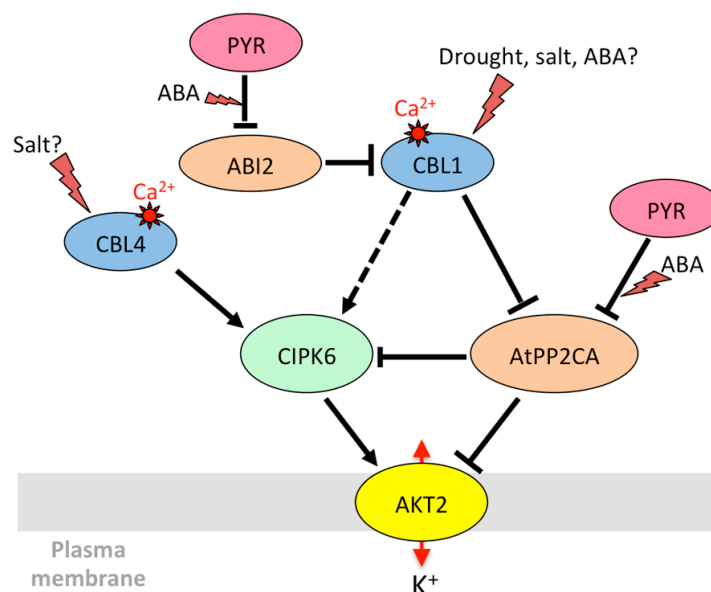 PYR
Drought, salt, ABA?
ABA
Ca²⁺
Salt?
ABI2
CBL1
Ca²⁺
PYR
CBL4
ABA
CIPK6
AtPP2CA
AKT2
Plasma
membrane
K⁺